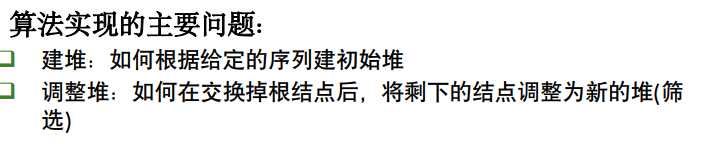 算法实现的主要问题:
建堆：如何根据给定的序列建初始堆
调整堆：如何在交换掉根结点后，将剩下的结点调整为新的堆(筛
选)